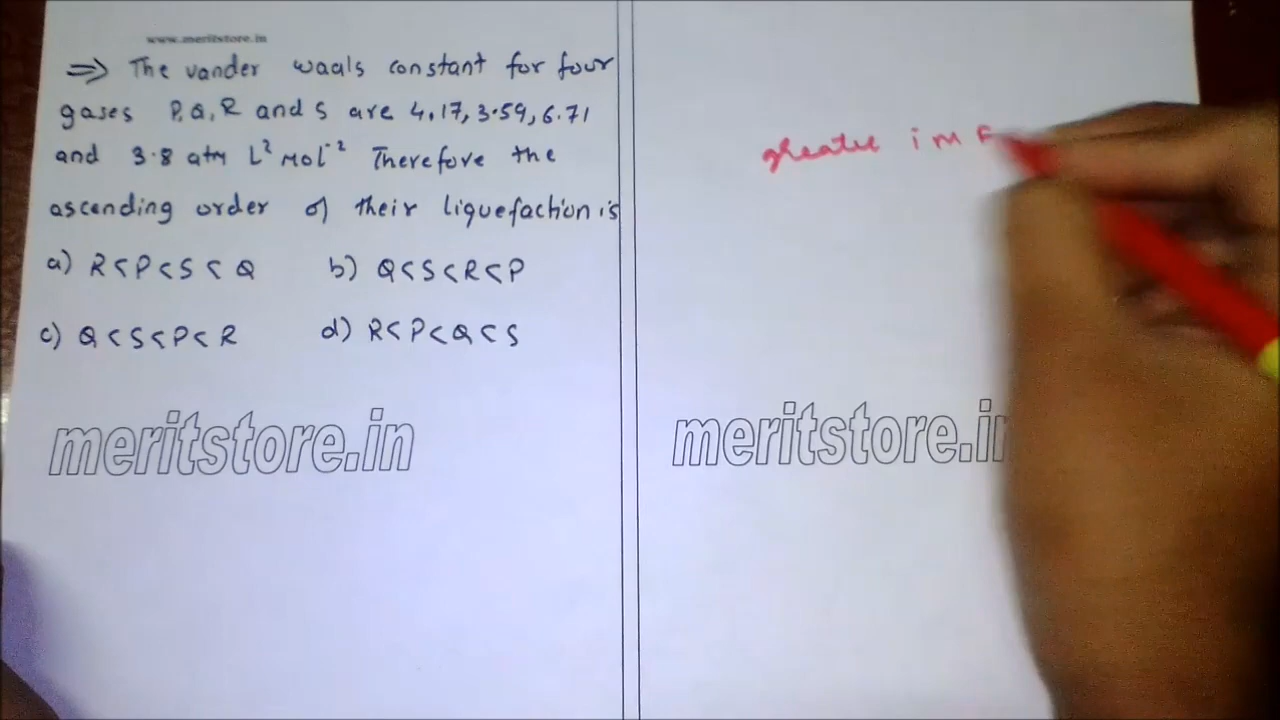 www.meritstore.in
⇒ The vander waals constant for four
gases P, Q, R and S are 4.17, 3.59, 6.71
and 3.8 atm L² mol⁻² Therefore the
ascending order of their liquefaction is
a) R < P < S < Q b) Q < S < R < P
c) Q < S < P < R d) R < P < Q < S
meritstore.in
greater im F
meritstore.in